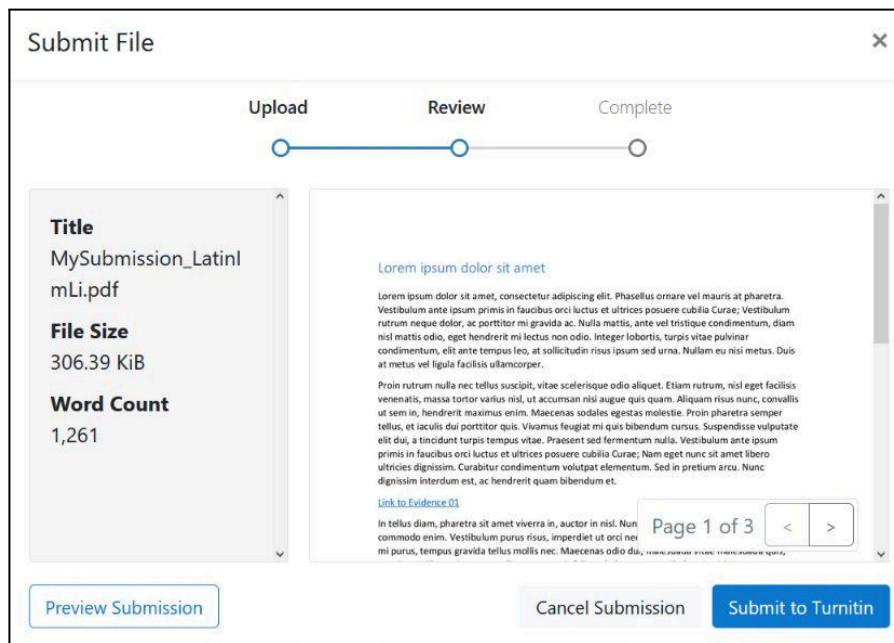 Submit File
×
Upload Review Complete
Title
MySubmission_LatinI
mLi.pdf
File Size
306.39 KiB
Word Count
1,261
Lorem ipsum dolor sit amet
Lorem ipsum dolor sit amet, consectetur adipiscing elit. Phasellus ornare vel mauris at pharetra.
Vestibulum ante ipsum primis in faucibus orci luctus et ultrices posuere cubilia Curae; Vestibulum
rutrum neque dolor, ac porttitor mi gravida ac. Nulla mattis, ante vel tristique condimentum, diam
nisl mattis odio, eget hendrerit mi lectus non odio. Integer lobortis, turpis vitae pulvinar
condimentum, elit ante tempus leo, at sollicitudin risus ipsum sed urna. Nullam eu nisi metus. Duis
at metus vel ligula facilisis ullamcorper.
Proin rutrum nulla nec tellus suscipit, vitae scelerisque odio aliquet. Etiam rutrum, nisl eget facilisis
venenatis, massa tortor varius nisl, ut accumsan nisi augue quis quam. Aliquam risus nunc, convallis
ut sem in, hendrerit maximus enim. Maecenas sodales egestas molestie. Proin pharetra semper
tellus, et iaculis dui porttitor quis. Vivamus feugiat mi quis bibendum cursus. Suspendisse vulputate
elit dui, a tincidunt turpis tempus vitae. Praesent sed fermentum nulla. Vestibulum ante ipsum
primis in faucibus orci luctus et ultrices posuere cubilia Curae; Nam eget nunc sit amet libero
ultricies dignissim. Curabitur condimentum volutpat elementum. Sed in pretium arcu. Nunc
dignissim interdum est, ac hendrerit quam bibendum et.
Link to Evidence 01
In tellus diam, pharetra sit amet viverra in, auctor in nisl. Nun
commodo enim. Vestibulum purus risus, imperdiet ut orci ne
mi purus, tempus gravida tellus mollis nec. Maecenas odio
Page 1 of 3 < >
Preview Submission
Cancel Submission
Submit to Turnitin